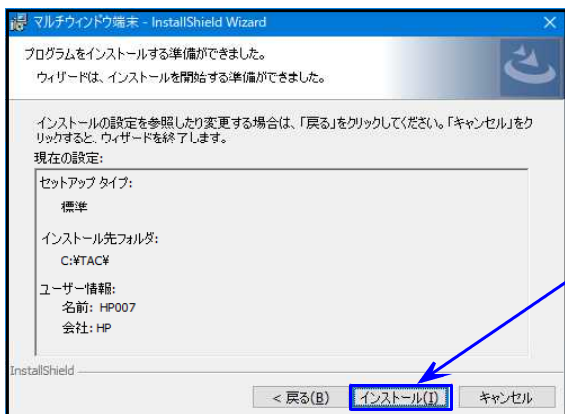 マルチウィンドウ端末 - InstallShield Wizard
プログラムをインストールする準備ができました。
ウィザードは、インストールを開始する準備ができました。
インストールの設定を参照したり変更する場合は、「戻る」をクリックしてください。「キャンセル」をク
リックすると、ウィザードを終了します。
現在の設定:
セットアップ タイプ:
標準
インストール先フォルダ:
C:¥TAC¥
ユーザー情報:
名前: HP007
会社: HP
InstallShield
< 戻る(B) インストール(I) キャンセル